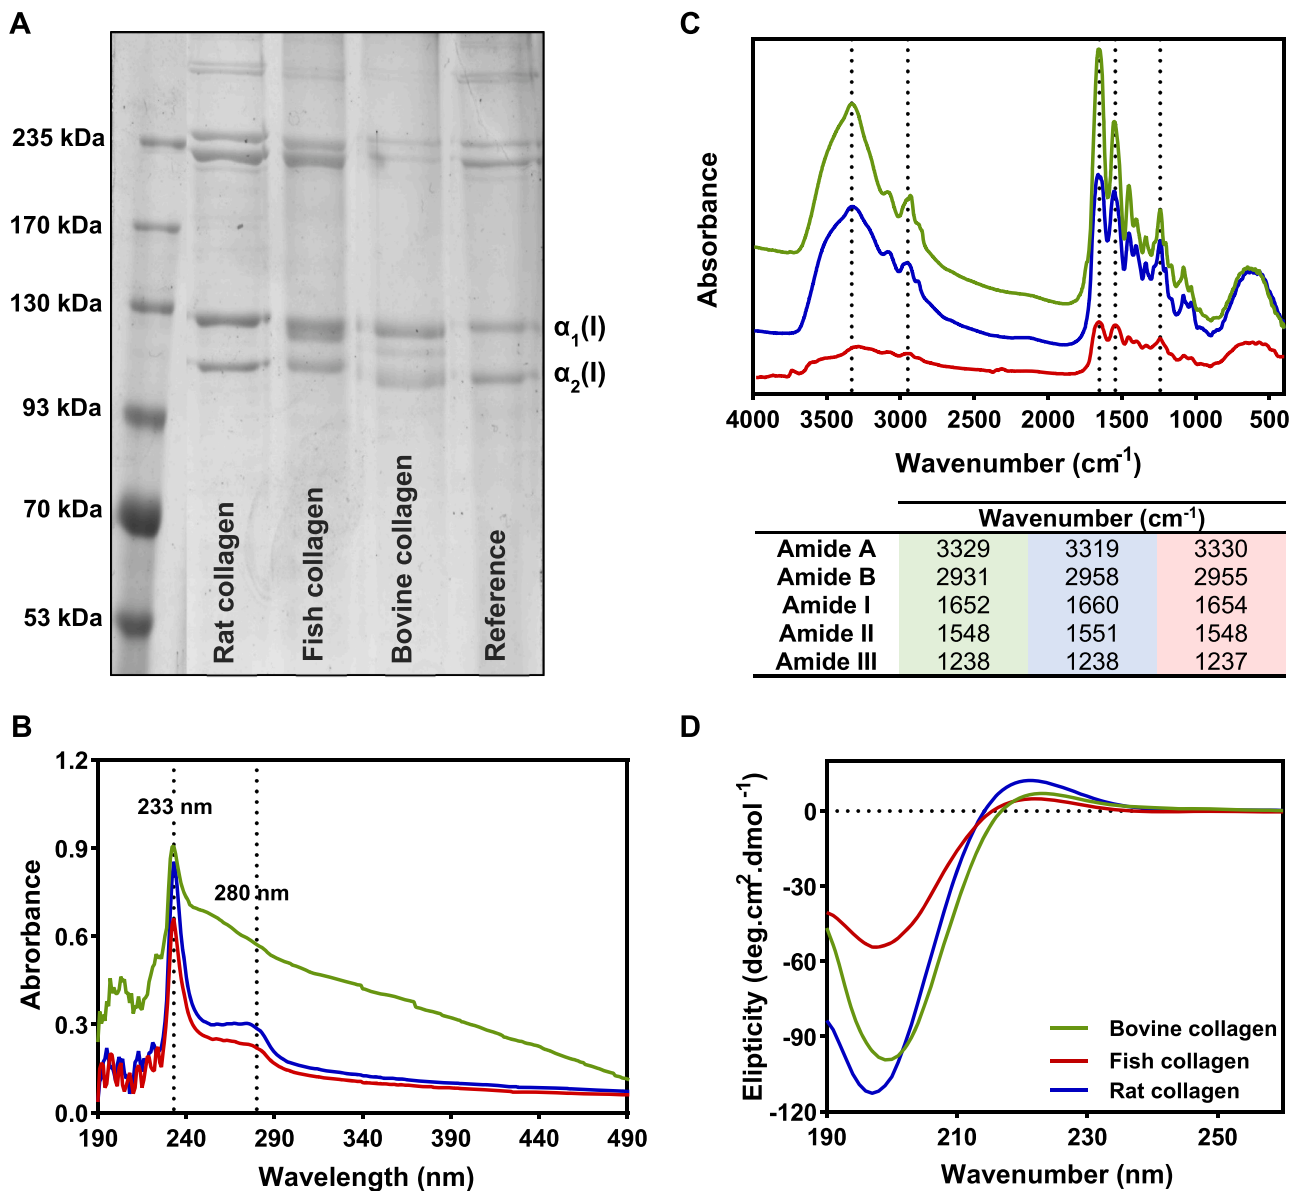 A
235 kDa
170 kDa
130 kDa
93 kDa
70 kDa
53 kDa
α1(I)
α2(I)
Rat collagen
Fish collagen
Bovine collagen
Reference
C
Absorbance
4000 3500 3000 2500 2000 1500 1000 500
Wavenumber (cm-1)
Wavenumber (cm-1)
Amide A 3329 3319 3330
Amide B 2931 2958 2955
Amide I 1652 1660 1654
Amide II 1548 1551 1548
Amide III 1238 1238 1237
B
Abrorbance
1.2
0.9
0.6
0.3
0.0
233 nm
280 nm
190 240 290 340 390 440 490
Wavelength (nm)
D
Elipticity (deg.cm2.dmol-1)
0
-30
-60
-90
-120
Bovine collagen
Fish collagen
Rat collagen
190 210 230 250
Wavenumber (nm)